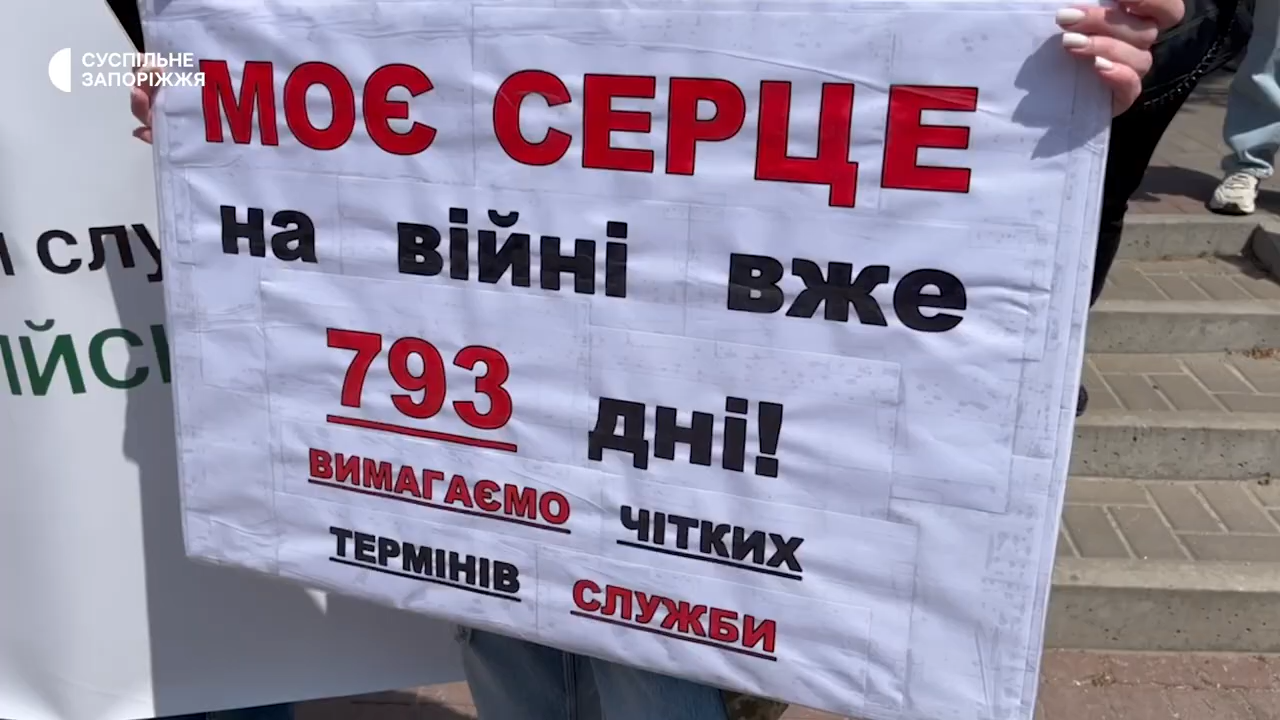 СУСПІЛЬНЕ
ЗАПОРІЖЖЯ
МОЄ СЕРЦЕ
на війні вже
793 дні!
ВИМАГАЄМО ЧІТКИХ
ТЕРМІНІВ СЛУЖБИ